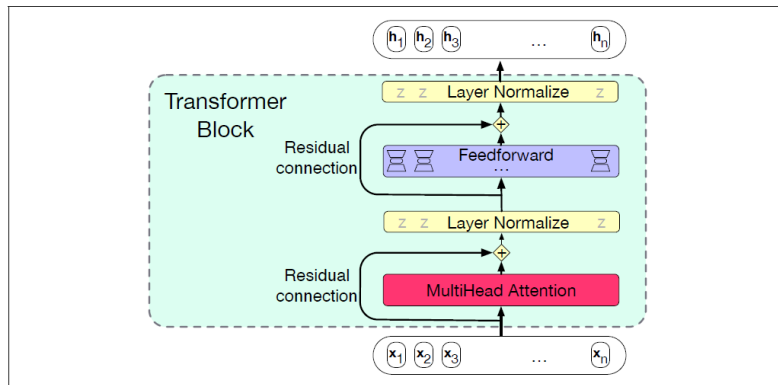 h1 h2 h3 ... hn
Transformer
Block
z z Layer Normalize z
+
Residual
connection
Feedforward
...
z z Layer Normalize z
+
Residual
connection
MultiHead Attention
x1 x2 x3 ... xn